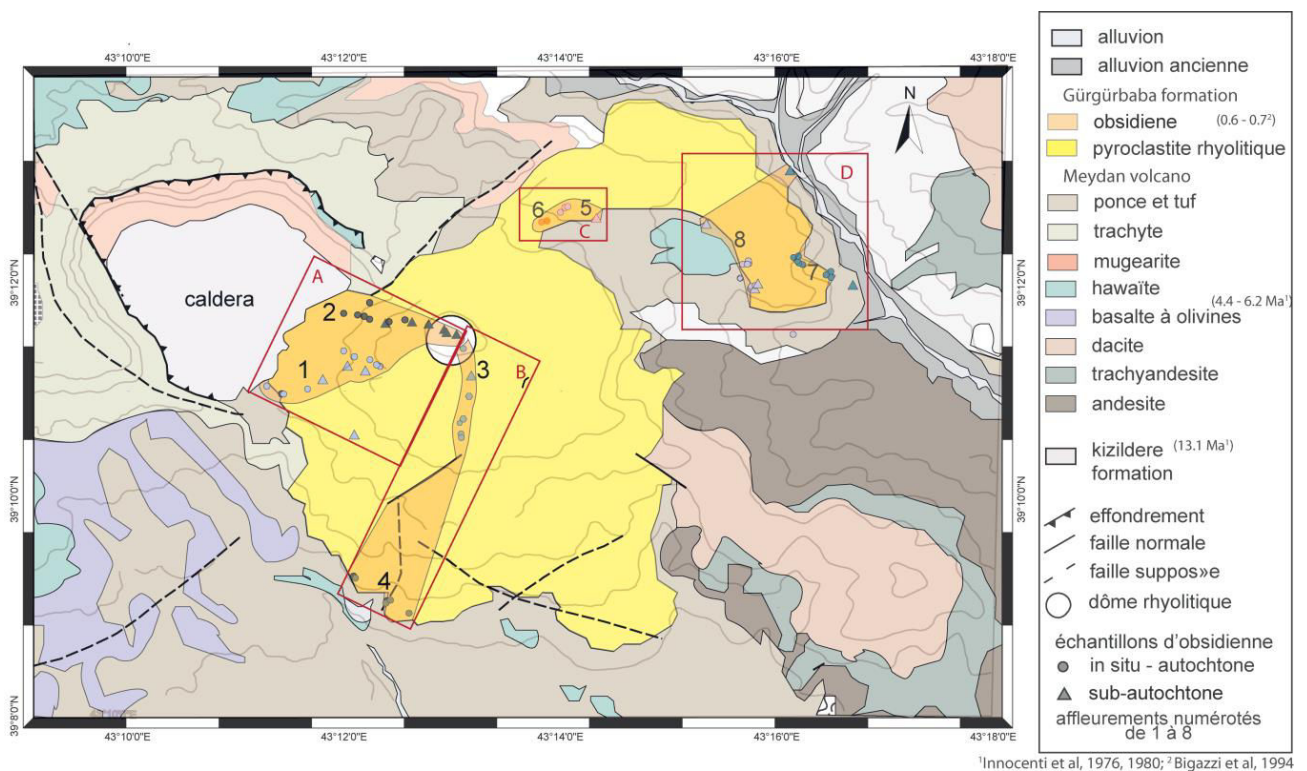 43°10'0"E 43°12'0"E 43°14'0"E 43°16'0"E 43°18'0"E
N
D
6 5
C
8
7
39°12'0"N
39°12'0"N
A
caldera
2
1
3
B
39°10'0"N
39°10'0"N
4
39°8'0"N
39°8'0"N
43°10'0"E 43°12'0"E 43°14'0"E 43°16'0"E 43°18'0"E
alluvion
alluvion ancienne
Gürgürbaba formation
obsidiene (0.6 - 0.7²)
pyroclastite rhyolitique
Meydan volcano
ponce et tuf
trachyte
mugearite
hawaïte
(4.4 - 6.2 Ma¹)
basalte à olivines
dacite
trachyandesite
andesite
kizildere (13.1 Ma¹)
formation
effondrement
faille normale
faille suppos»e
dôme rhyolitique
échantillons d'obsidienne
in situ - autochtone
sub-autochtone
affleurements numérotés
de 1 à 8
¹Innocenti et al, 1976, 1980; ² Bigazzi et al, 1994